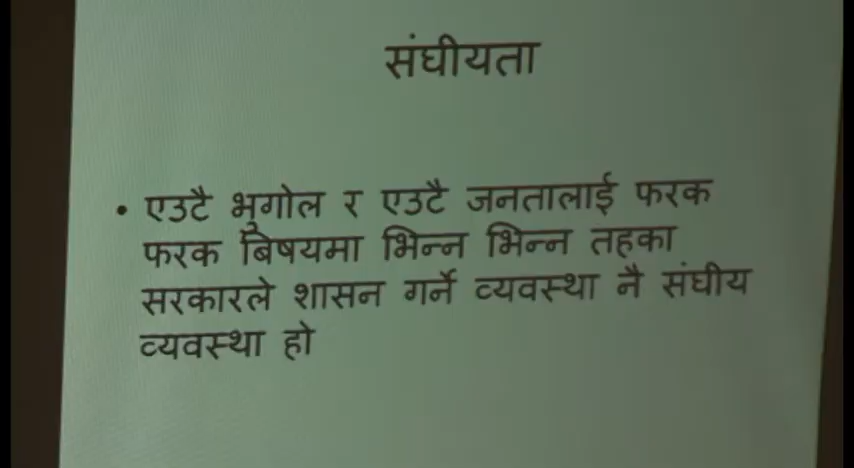 संघीयता
• एउटै भुगोल र एउटै जनतालाई फरक
फरक बिषयमा भिन्न भिन्न तहका
सरकारले शासन गर्ने व्यवस्था नै संघीय
व्यवस्था हो